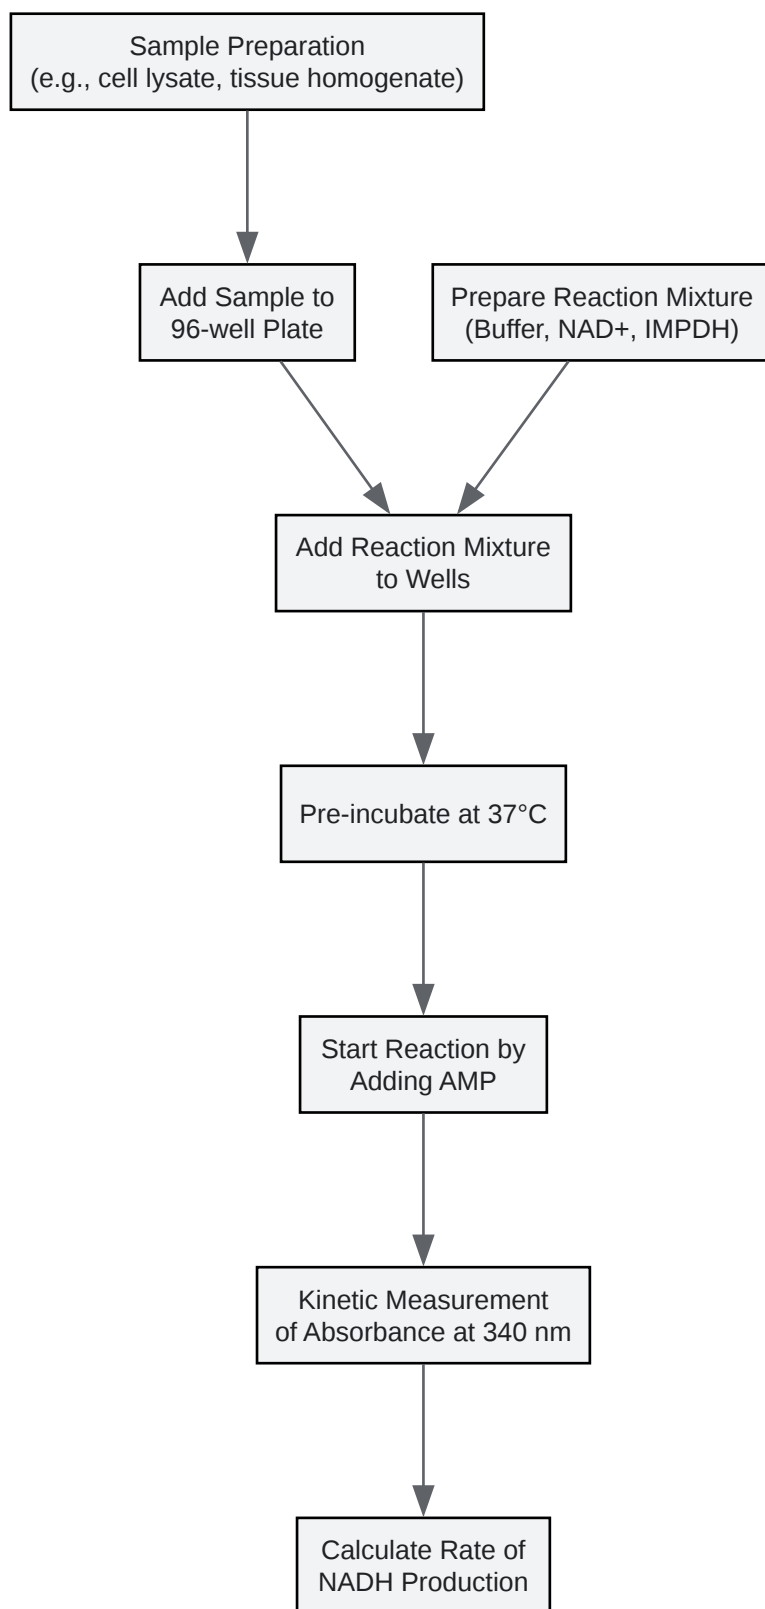 Sample Preparation
(e.g., cell lysate, tissue homogenate)
Add Sample to
96-well Plate
Prepare Reaction Mixture
(Buffer, NAD+, IMPDH)
Add Reaction Mixture
to Wells
Pre-incubate at 37°C
Start Reaction by
Adding AMP
Kinetic Measurement
of Absorbance at 340 nm
Calculate Rate of
NADH Production